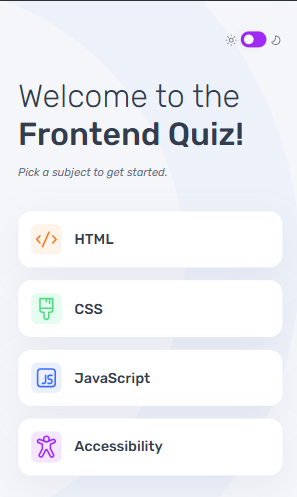 Welcome to the
Frontend Quiz!
Pick a subject to get started.
HTML
CSS
JS
JavaScript
Accessibility